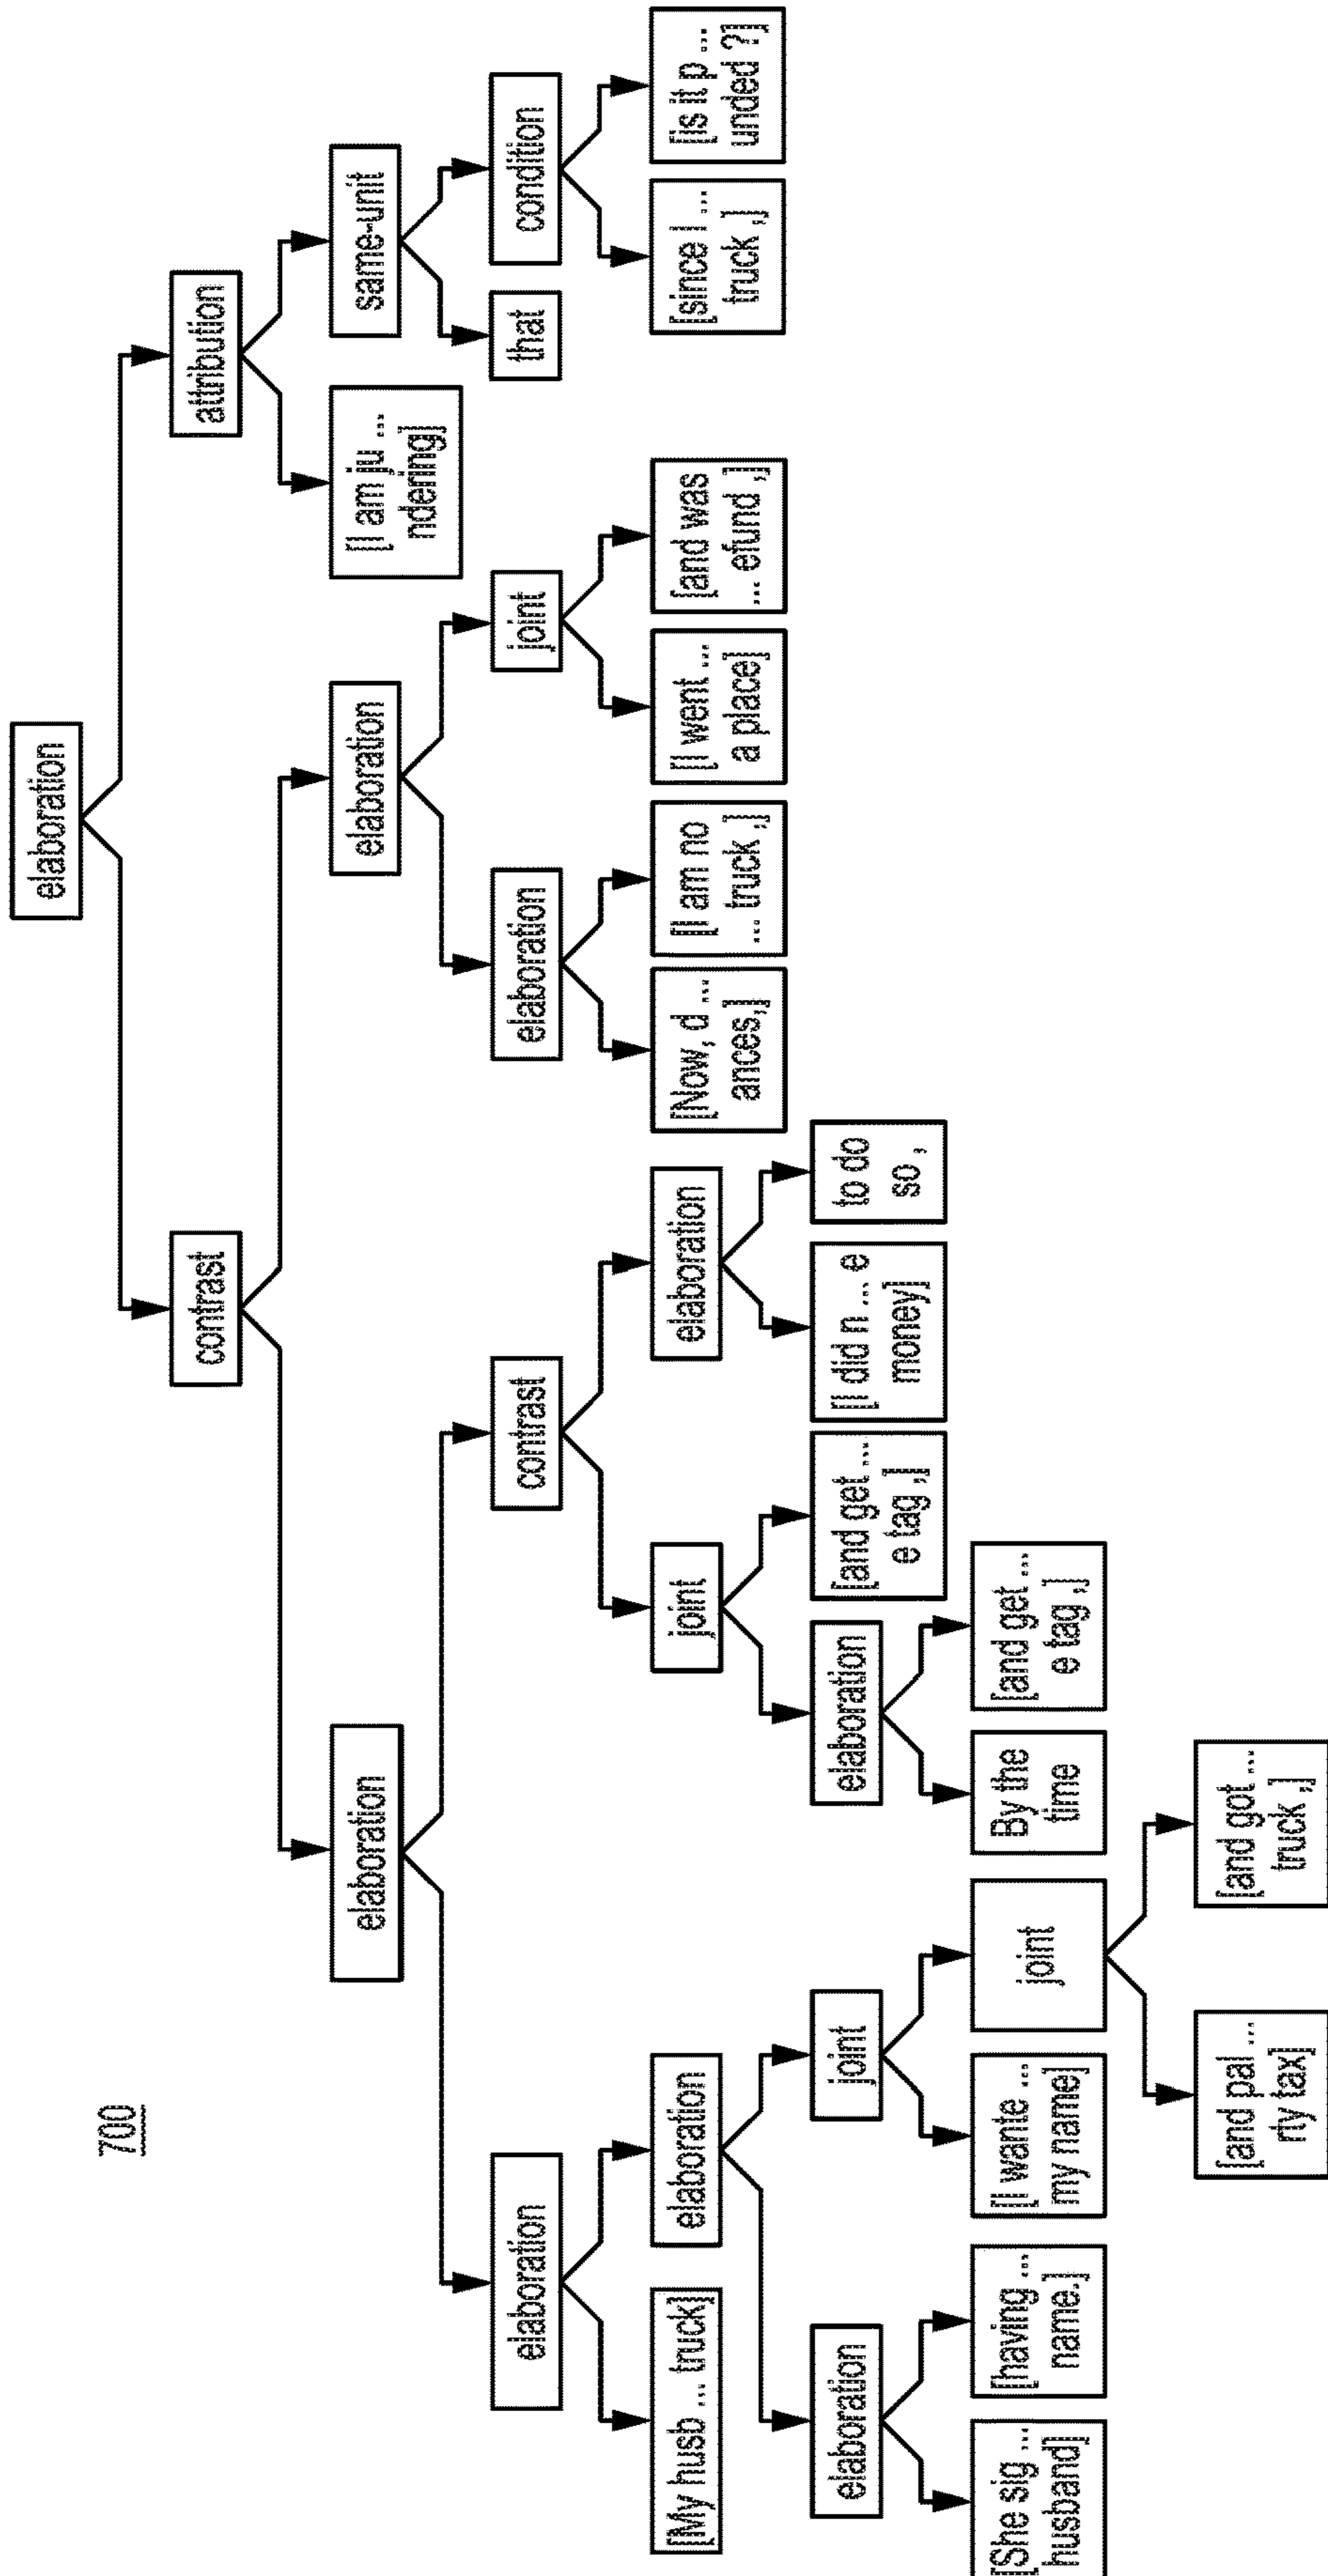 700
elaboration
contrast
attribution
elaboration
elaboration
[I am ju ...
ndering]
same-unit
elaboration
contrast
elaboration
joint
that
condition
[My husb ... truck]
elaboration
joint
elaboration
[Now, d ...
ances,]
[I am no
... truck ,]
[I went ...
a place]
[and was
... efund ,]
[since I ...
truck ,]
[is it p ...
unded ?]
elaboration
joint
elaboration
[and get ...
e tag ,]
[I did n ... e
money]
to do
so ,
[She sig ...
husband]
[having ...
name.]
[I wante ...
my name]
joint
By the
time
[and get ...
e tag ,]
[and pal ...
rty tax]
[and got ...
truck ,]